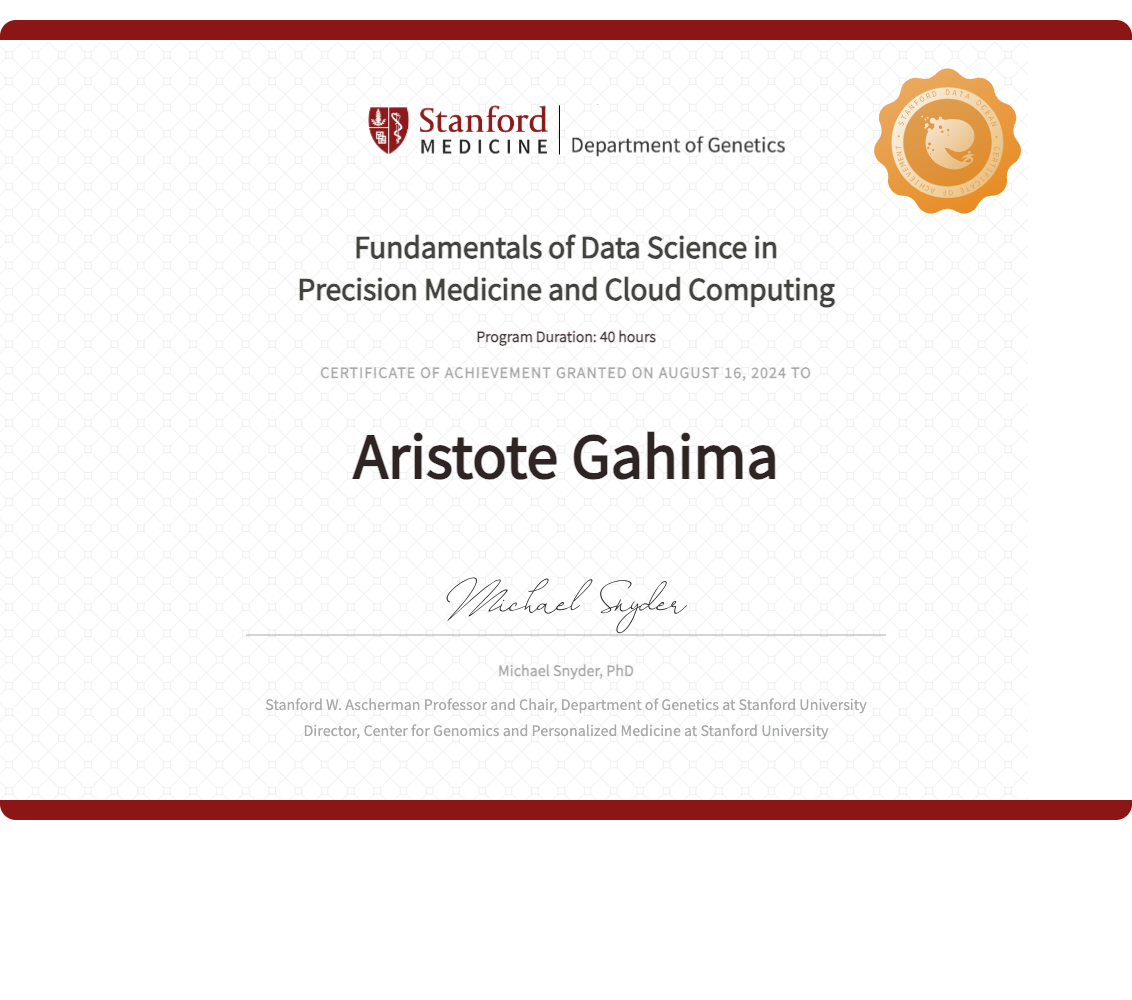 Stanford
MEDICINE
Department of Genetics
STANFORD DATA OCEAN • CERTIFICATE OF ACHIEVEMENT •
Fundamentals of Data Science in
Precision Medicine and Cloud Computing
Program Duration: 40 hours
CERTIFICATE OF ACHIEVEMENT GRANTED ON AUGUST 16, 2024 TO
Aristote Gahima
Michael Snyder
Michael Snyder, PhD
Stanford W. Ascherman Professor and Chair, Department of Genetics at Stanford University
Director, Center for Genomics and Personalized Medicine at Stanford University